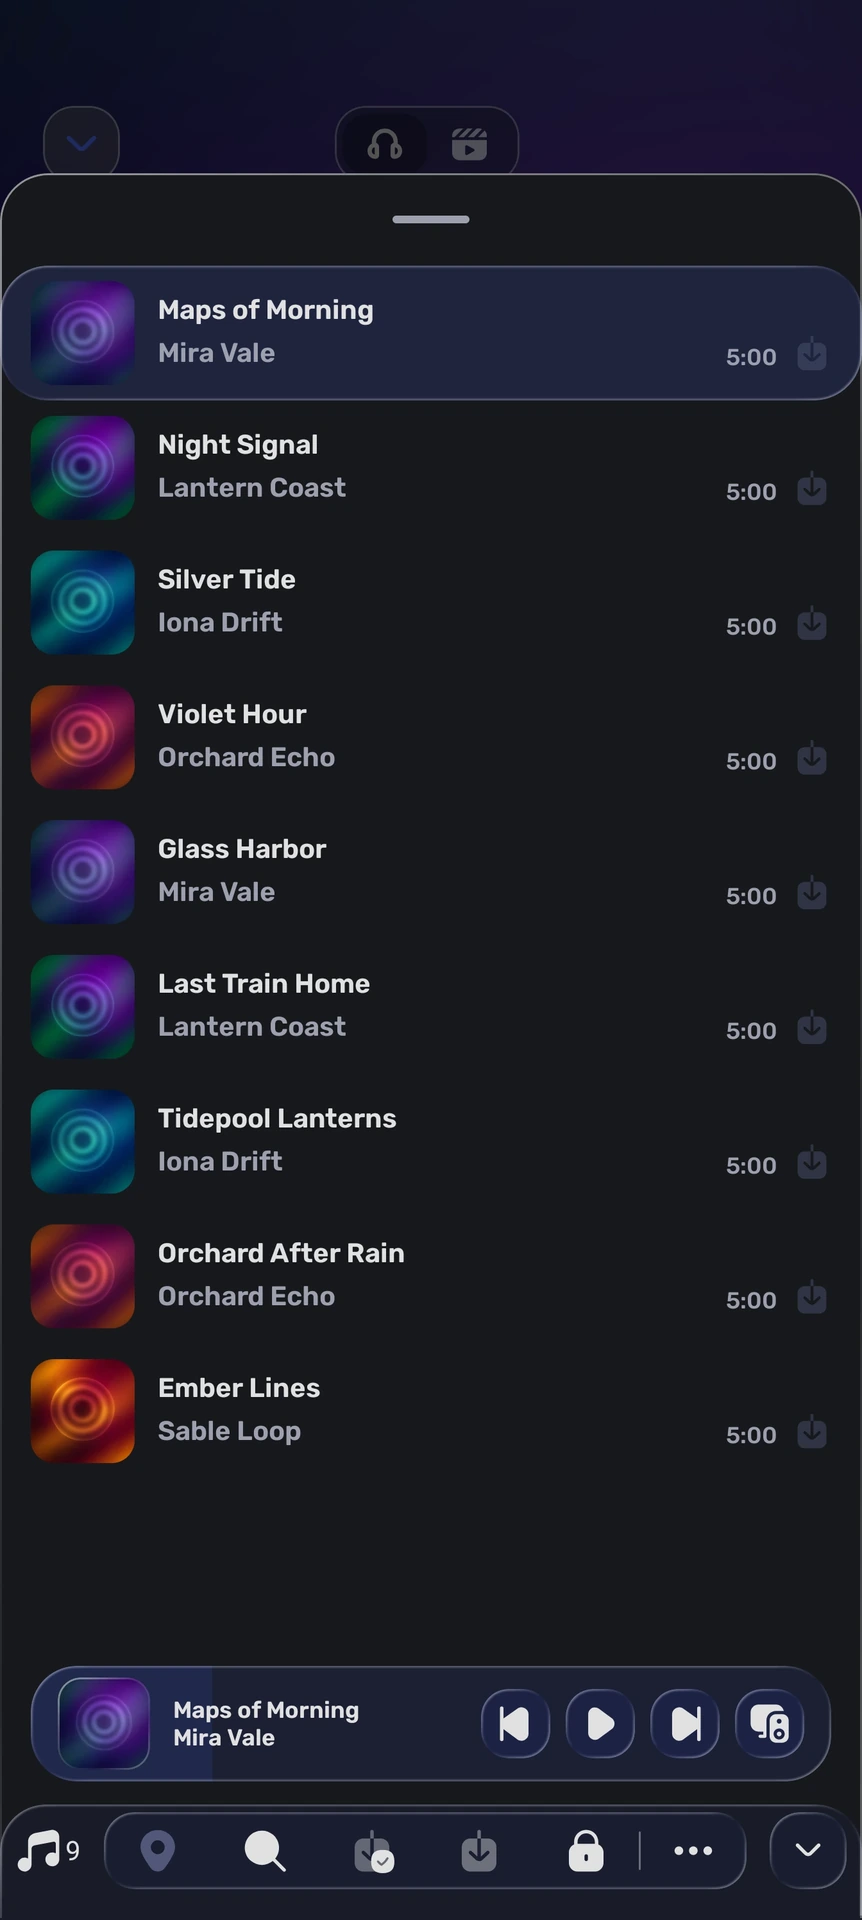 Maps of Morning
Mira Vale
5:00
Night Signal
Lantern Coast
5:00
Silver Tide
Iona Drift
5:00
Violet Hour
Orchard Echo
5:00
Glass Harbor
Mira Vale
5:00
Last Train Home
Lantern Coast
5:00
Tidepool Lanterns
Iona Drift
5:00
Orchard After Rain
Orchard Echo
5:00
Ember Lines
Sable Loop
5:00
Maps of Morning
Mira Vale
9